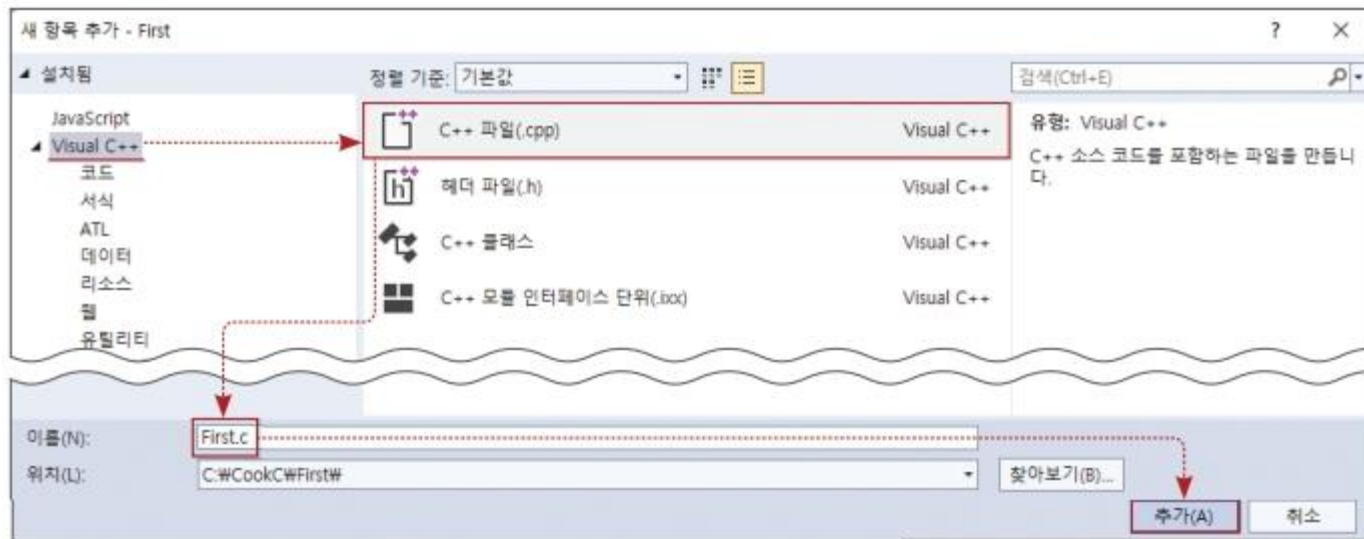 새 항목 추가 - First
? ×
설치됨
정렬 기준: 기본값
검색(Ctrl+E)
JavaScript
Visual C++
코드
서식
ATL
데이터
리소스
웹
유틸리티
C++ 파일(.cpp) Visual C++
헤더 파일(.h) Visual C++
C++ 클래스 Visual C++
C++ 모듈 인터페이스 단위(.ixx) Visual C++
유형: Visual C++
C++ 소스 코드를 포함하는 파일을 만듭니
다.
이름(N): First.c
위치(L): C:₩CookC₩First₩
찾아보기(B)...
추가(A) 취소